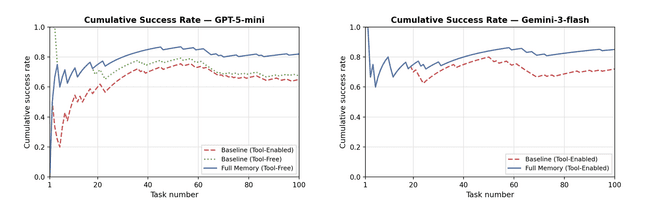 Cumulative Success Rate — GPT-5-mini
Cumulative success rate
1.0
0.8
0.6
0.4
0.2
0.0
1
20
40
60
80
100
Task number
Baseline (Tool-Enabled)
Baseline (Tool-Free)
Full Memory (Tool-Free)
Cumulative Success Rate — Gemini-3-flash
Cumulative success rate
1.0
0.8
0.6
0.4
0.2
0.0
1
20
40
60
80
100
Task number
Baseline (Tool-Enabled)
Full Memory (Tool-Enabled)